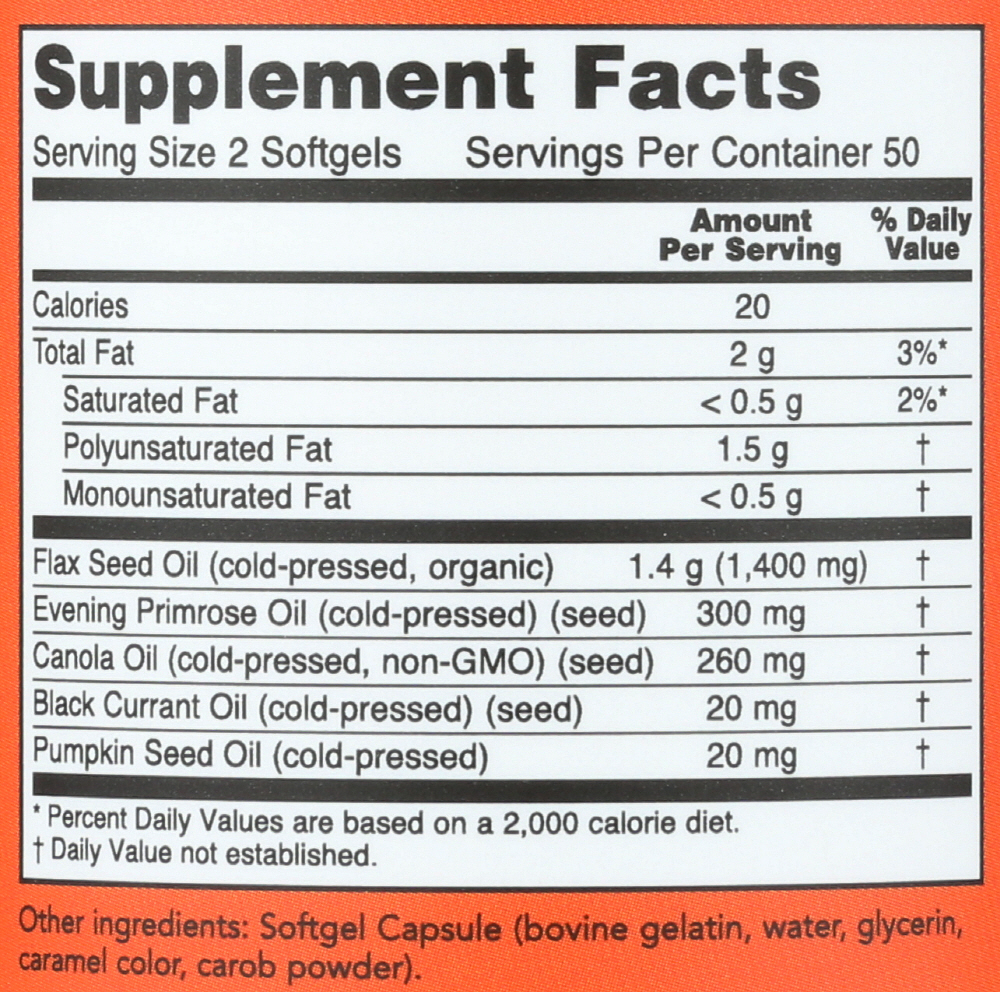 Supplement Facts
Serving Size 2 Softgels Servings Per Container 50
Amount Per Serving % Daily Value
Calories 20
Total Fat 2 g 3%*
Saturated Fat < 0.5 g 2%*
Polyunsaturated Fat 1.5 g †
Monounsaturated Fat < 0.5 g †
Flax Seed Oil (cold-pressed, organic) 1.4 g (1,400 mg) †
Evening Primrose Oil (cold-pressed) (seed) 300 mg †
Canola Oil (cold-pressed, non-GMO) (seed) 260 mg †
Black Currant Oil (cold-pressed) (seed) 20 mg †
Pumpkin Seed Oil (cold-pressed) 20 mg †
* Percent Daily Values are based on a 2,000 calorie diet.
† Daily Value not established.
Other ingredients: Softgel Capsule (bovine gelatin, water, glycerin,
caramel color, carob powder).